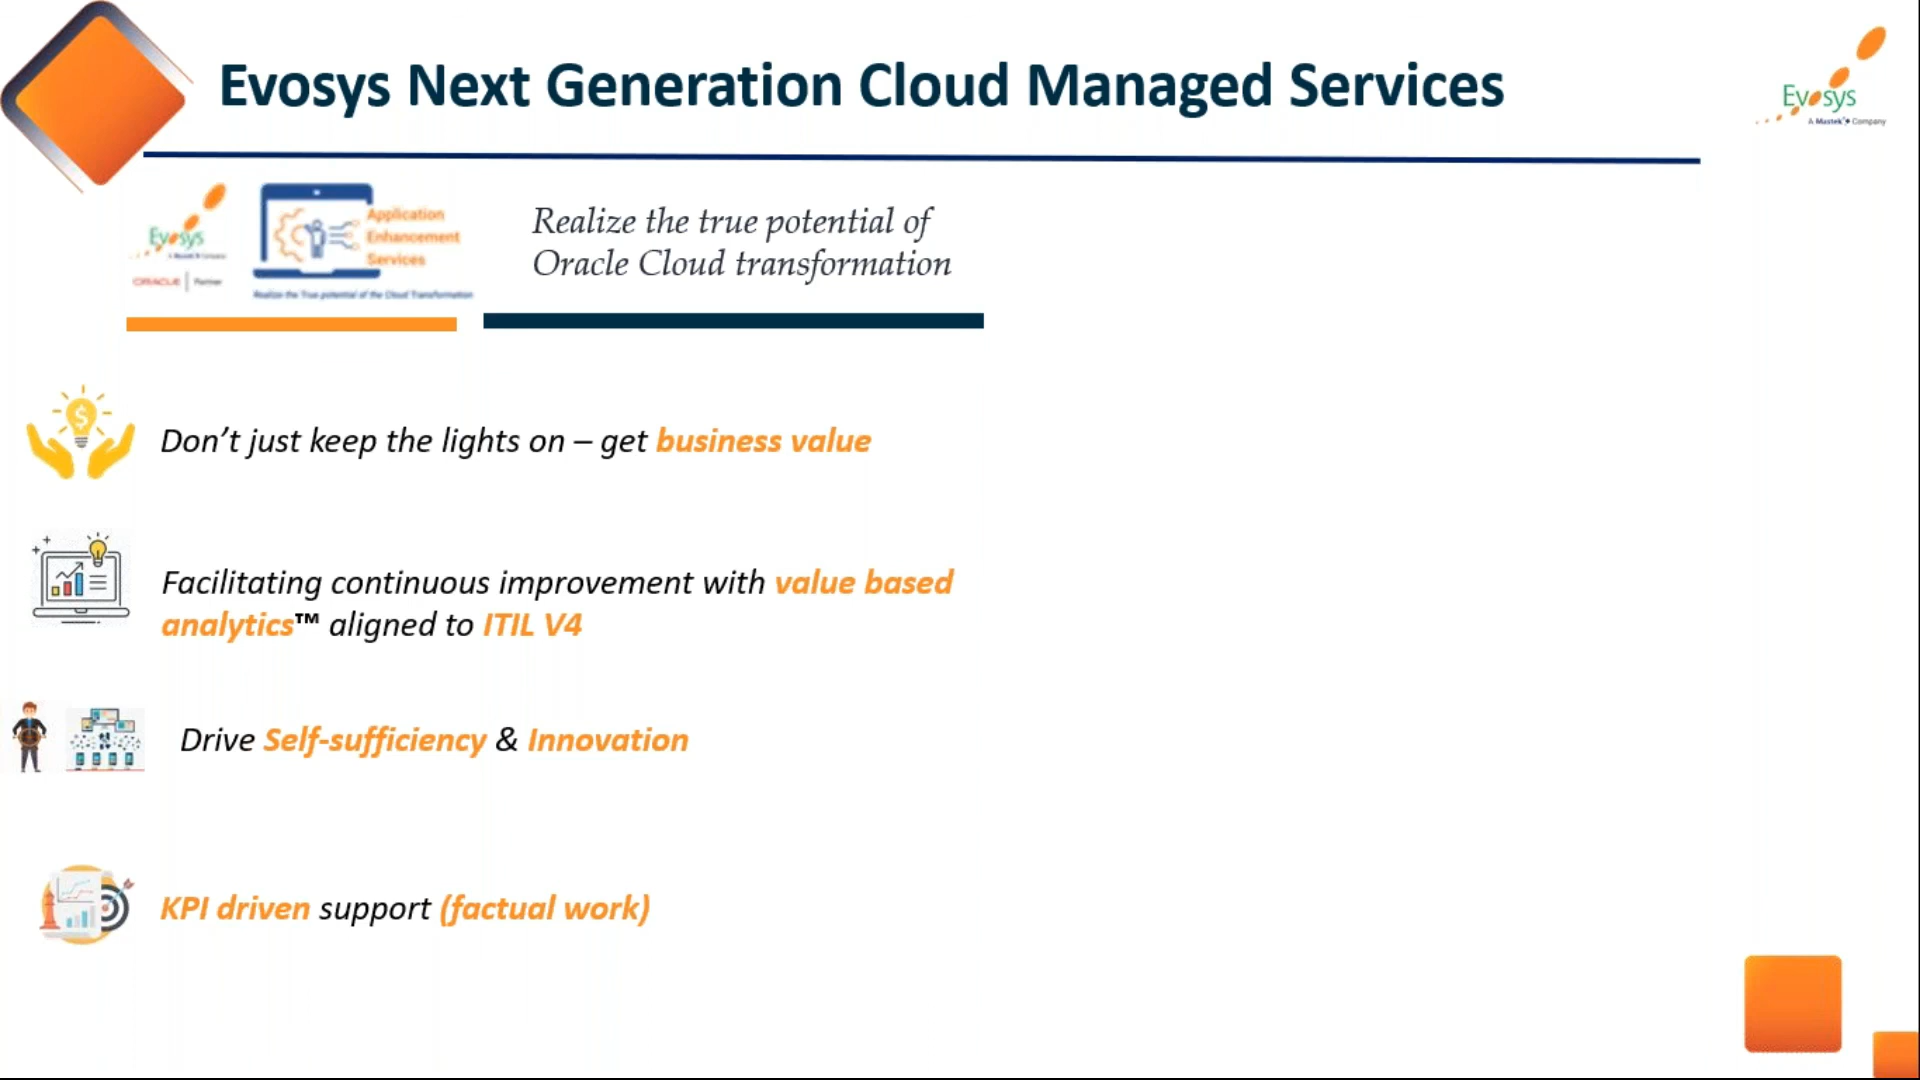 Evosys Next Generation Cloud Managed Services
Evosys
A Mastek Company
Evosys
A Mastek Company
ORACLE | Partner
Application
Enhancement
Services
Realize the True potential of the Cloud Transformation
Realize the true potential of
Oracle Cloud transformation
Don’t just keep the lights on – get business value
Facilitating continuous improvement with value based
analytics™ aligned to ITIL V4
Drive Self-sufficiency & Innovation
KPI driven support (factual work)